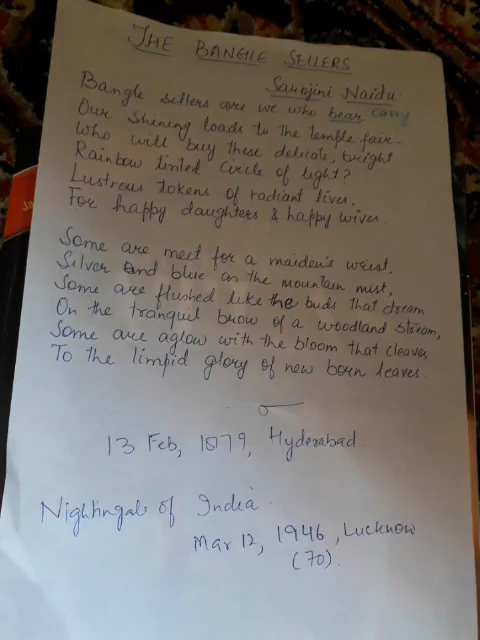 THE BANGLE SELLERS
Sarojini Naidu.
Bangle sellers are we who bear carry
Our shining loads to the temple fair...
Who will buy these delicate, bright
Rainbow tinted circle of light?
Lustrous tokens of radiant lives,
For happy daughters & happy wives.
Some are meet for a maiden's wrist,
Silver and blue as the mountain mist,
Some are flushed like the buds that dream
On the tranquil brow of a woodland stream,
Some are aglow with the bloom that cleaves
To the limpid glory of new born leaves.
13 Feb, 1879, Hyderabad.
Nightingale of India.
Mar 12, 1946, Lucknow
(70).